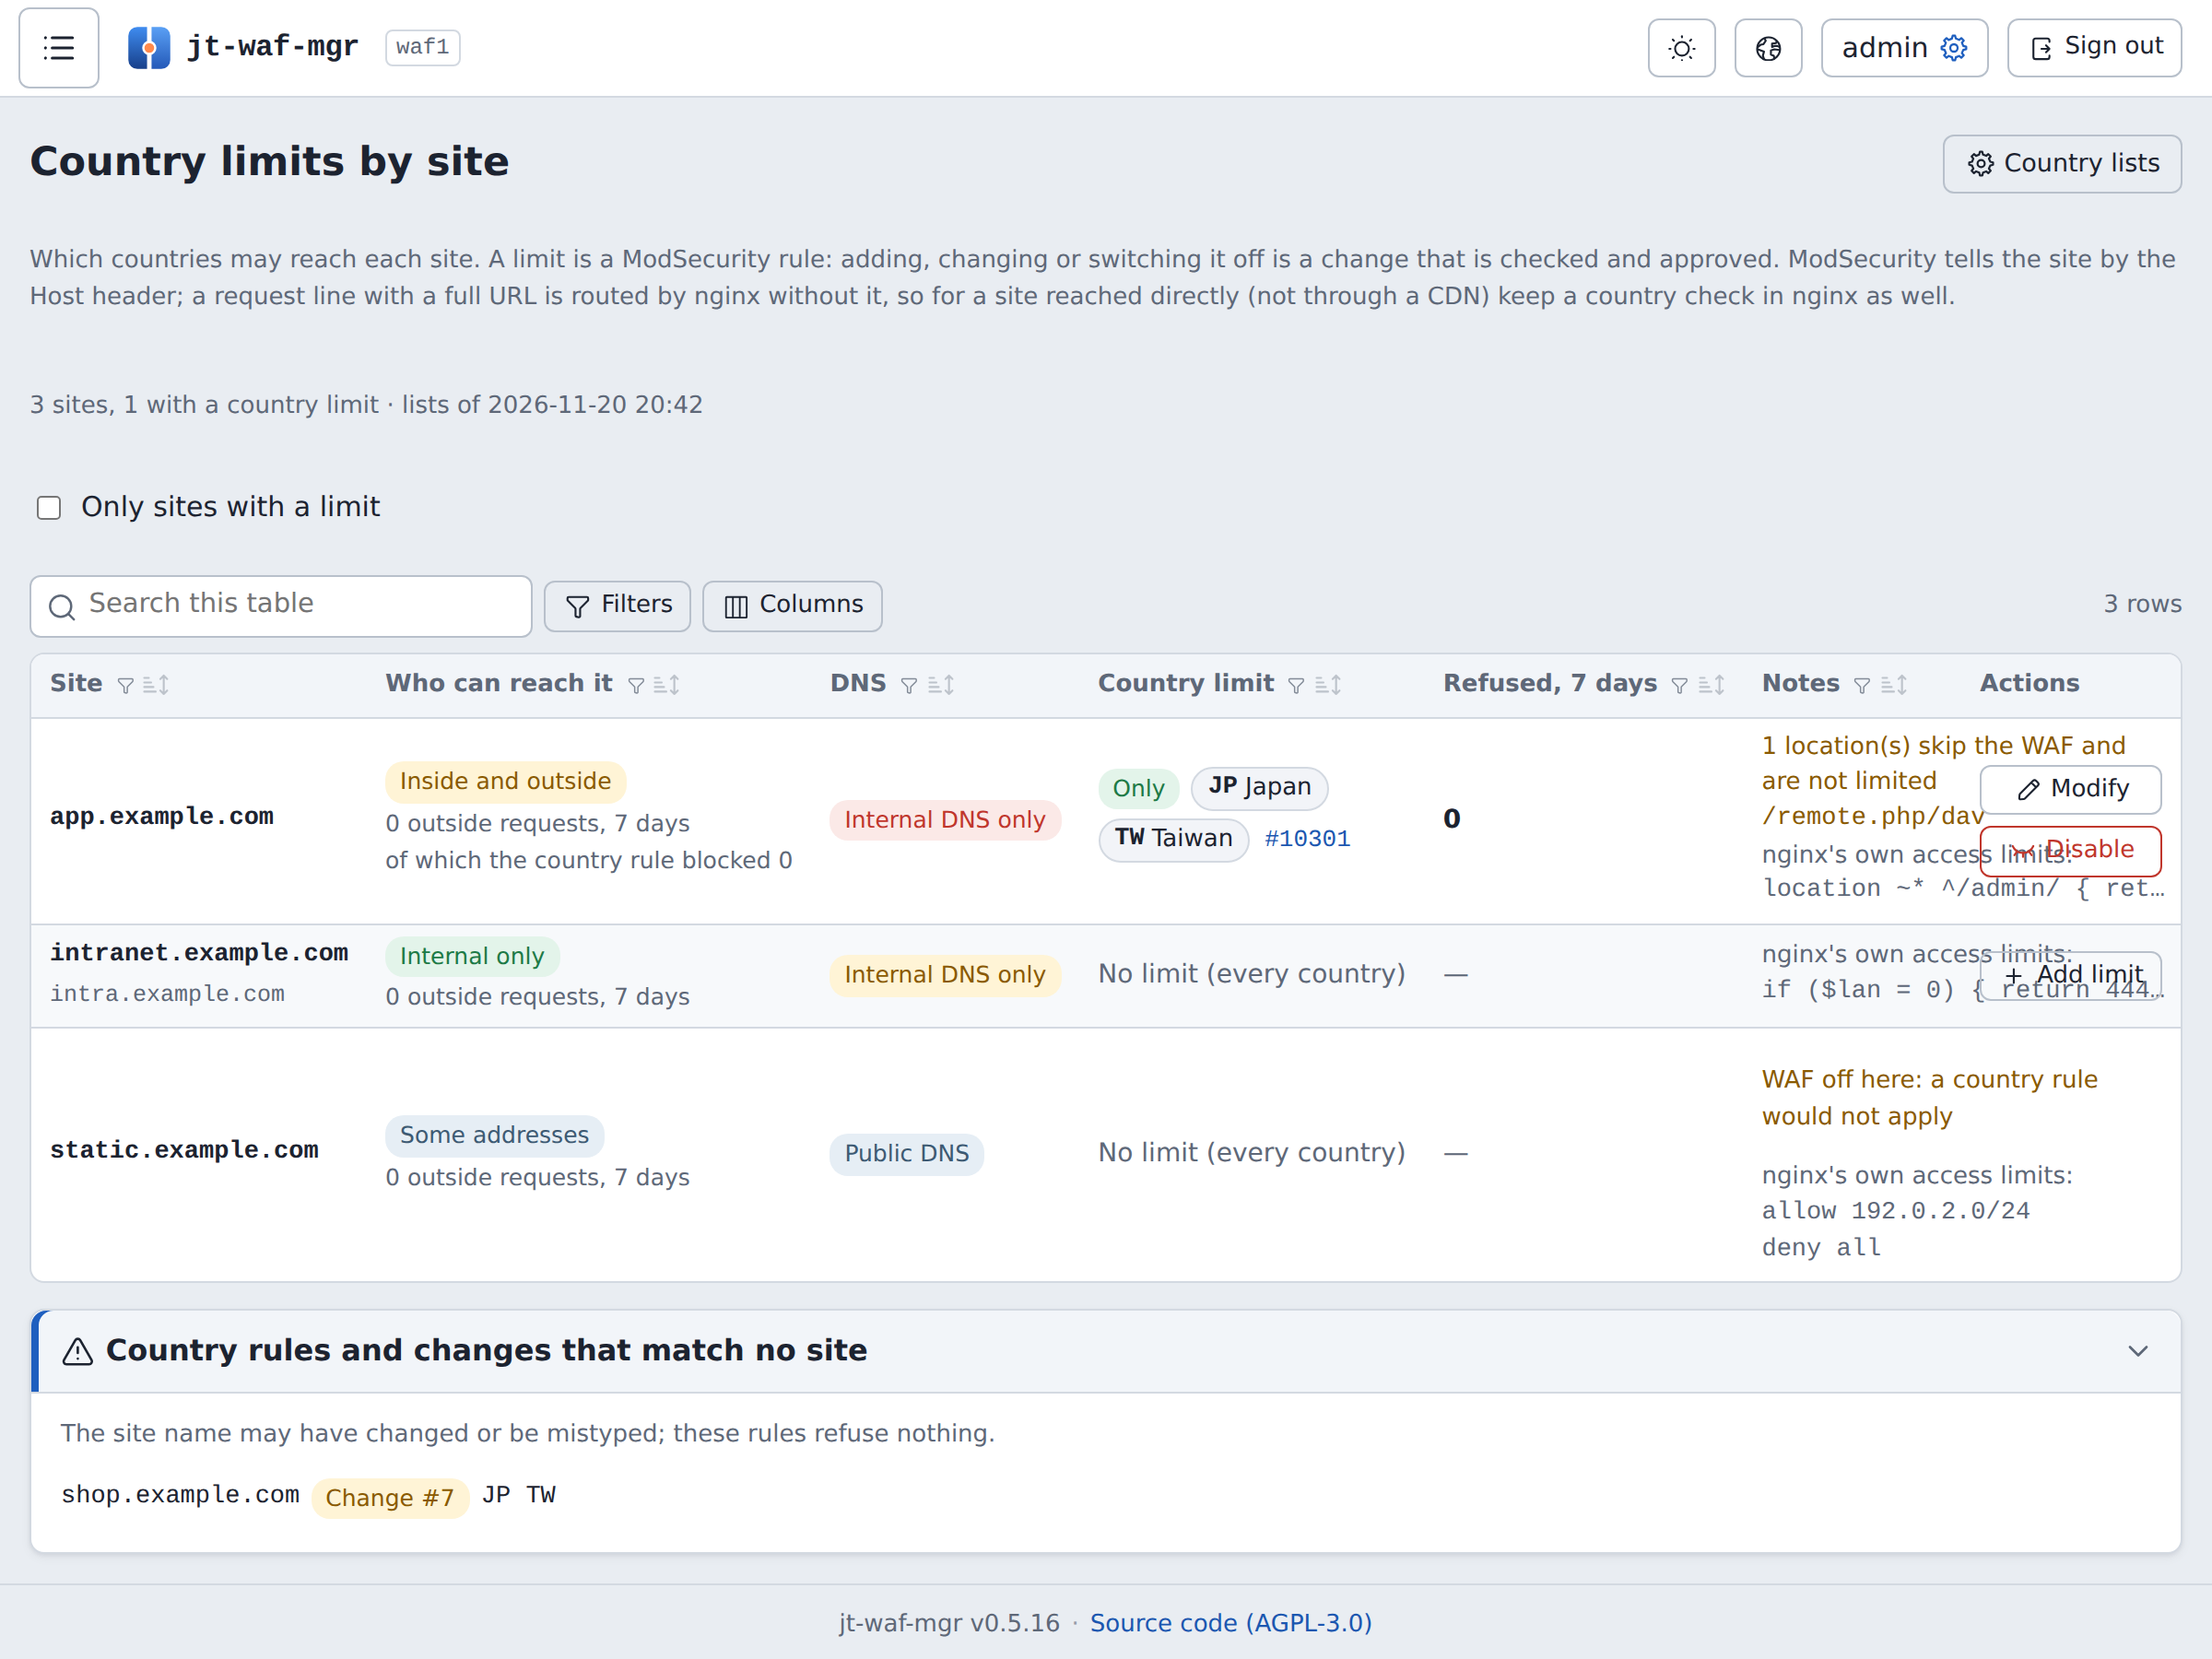 jt-waf-mgr waf1 admin Sign out
Country limits by site
Country lists
Which countries may reach each site. A limit is a ModSecurity rule: adding, changing or switching it off is a change that is checked and approved. ModSecurity tells the site by the
Host header; a request line with a full URL is routed by nginx without it, so for a site reached directly (not through a CDN) keep a country check in nginx as well.
3 sites, 1 with a country limit · lists of 2026-11-20 20:42
Only sites with a limit
Search this table Filters Columns 3 rows
Site Who can reach it DNS Country limit Refused, 7 days Notes Actions
app.example.com
Inside and outside
0 outside requests, 7 days
of which the country rule blocked 0
Internal DNS only
Only JP Japan
TW Taiwan #10301
0
1 location(s) skip the WAF and
are not limited
/remote.php/dav
nginx's own access limits:
location ~* ^/admin/ { ret…
Modify
Disable
intranet.example.com
intra.example.com
Internal only
0 outside requests, 7 days
Internal DNS only
No limit (every country)
—
nginx's own access limits:
if ($lan = 0) { return 444…
+ Add limit
static.example.com
Some addresses
0 outside requests, 7 days
Public DNS
No limit (every country)
—
WAF off here: a country rule
would not apply
nginx's own access limits:
allow 192.0.2.0/24
deny all
Country rules and changes that match no site
The site name may have changed or be mistyped; these rules refuse nothing.
shop.example.com Change #7 JP TW
jt-waf-mgr v0.5.16 · Source code (AGPL-3.0)